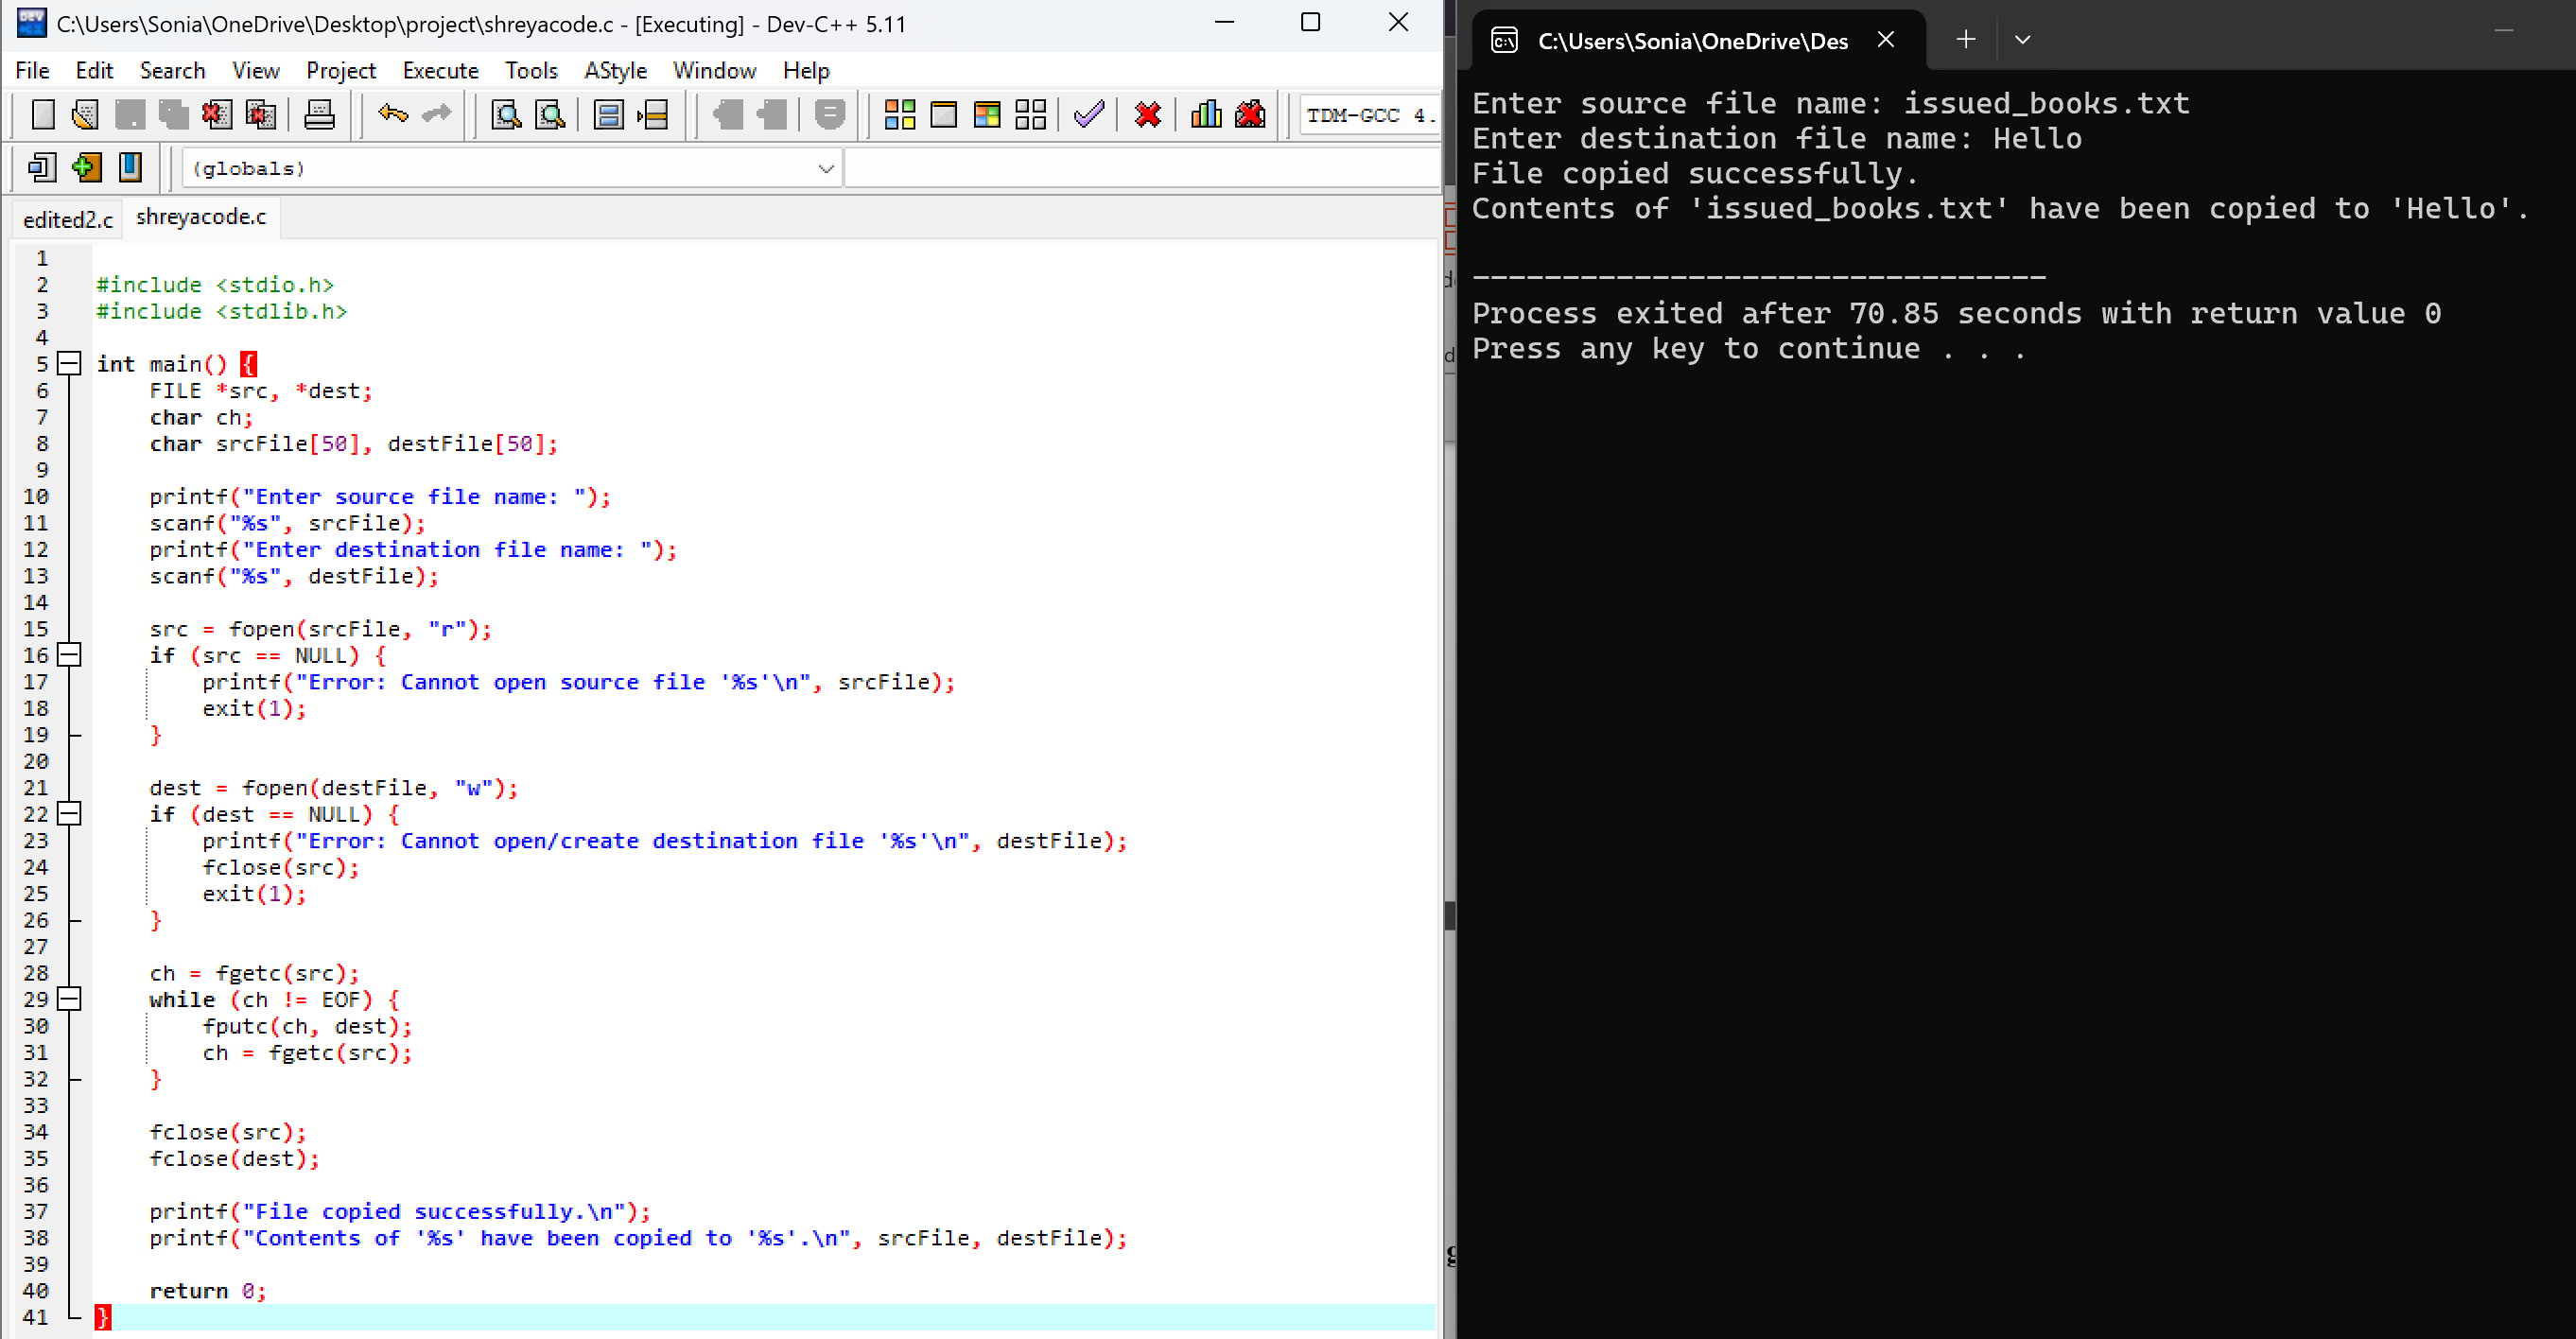 C:\Users\Sonia\OneDrive\Desktop\project\shreyacode.c - [Executing] - Dev-C++ 5.11
File Edit Search View Project Execute Tools AStyle Window Help
TDM-GCC 4.
(globals)
edited2.c shreyacode.c
1
2 #include <stdio.h>
3 #include <stdlib.h>
4
5 int main() {
6     FILE *src, *dest;
7     char ch;
8     char srcFile[50], destFile[50];
9
10     printf("Enter source file name: ");
11     scanf("%s", srcFile);
12     printf("Enter destination file name: ");
13     scanf("%s", destFile);
14
15     src = fopen(srcFile, "r");
16     if (src == NULL) {
17         printf("Error: Cannot open source file '%s'\n", srcFile);
18         exit(1);
19     }
20
21     dest = fopen(destFile, "w");
22     if (dest == NULL) {
23         printf("Error: Cannot open/create destination file '%s'\n", destFile);
24         fclose(src);
25         exit(1);
26     }
27
28     ch = fgetc(src);
29     while (ch != EOF) {
30         fputc(ch, dest);
31         ch = fgetc(src);
32     }
33
34     fclose(src);
35     fclose(dest);
36
37     printf("File copied successfully.\n");
38     printf("Contents of '%s' have been copied to '%s'.\n", srcFile, destFile);
39
40     return 0;
41 }
C:\Users\Sonia\OneDrive\Des
Enter source file name: issued_books.txt
Enter destination file name: Hello
File copied successfully.
Contents of 'issued_books.txt' have been copied to 'Hello'.
--------------------------------
Process exited after 70.85 seconds with return value 0
Press any key to continue . . .